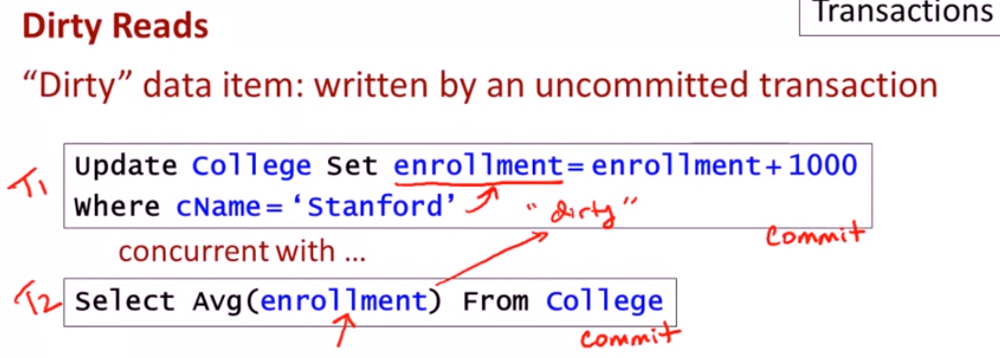 Transactions
Dirty Reads
“Dirty” data item: written by an uncommitted transaction
T1
Update College Set enrollment=enrollment+1000
Where cName=‘Stanford’ "dirty"
commit
concurrent with ...
T2
Select Avg(enrollment) From College
commit